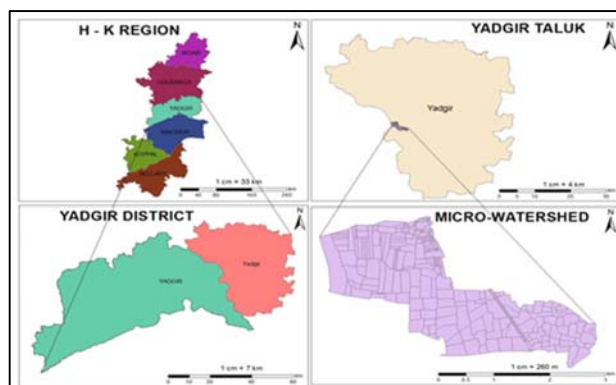 H - K REGION
N
BIDAR
GULBARGA
YADGIR
RAICHUR
KOPPAL
BELLARY
1 cm = 33 km
YADGIR TALUK
N
Yadgir
1 cm = 4 km
YADGIR DISTRICT
N
Yadgir
YADGIR
1 cm = 7 km
MICRO-WATERSHED
N
1 cm = 260 m